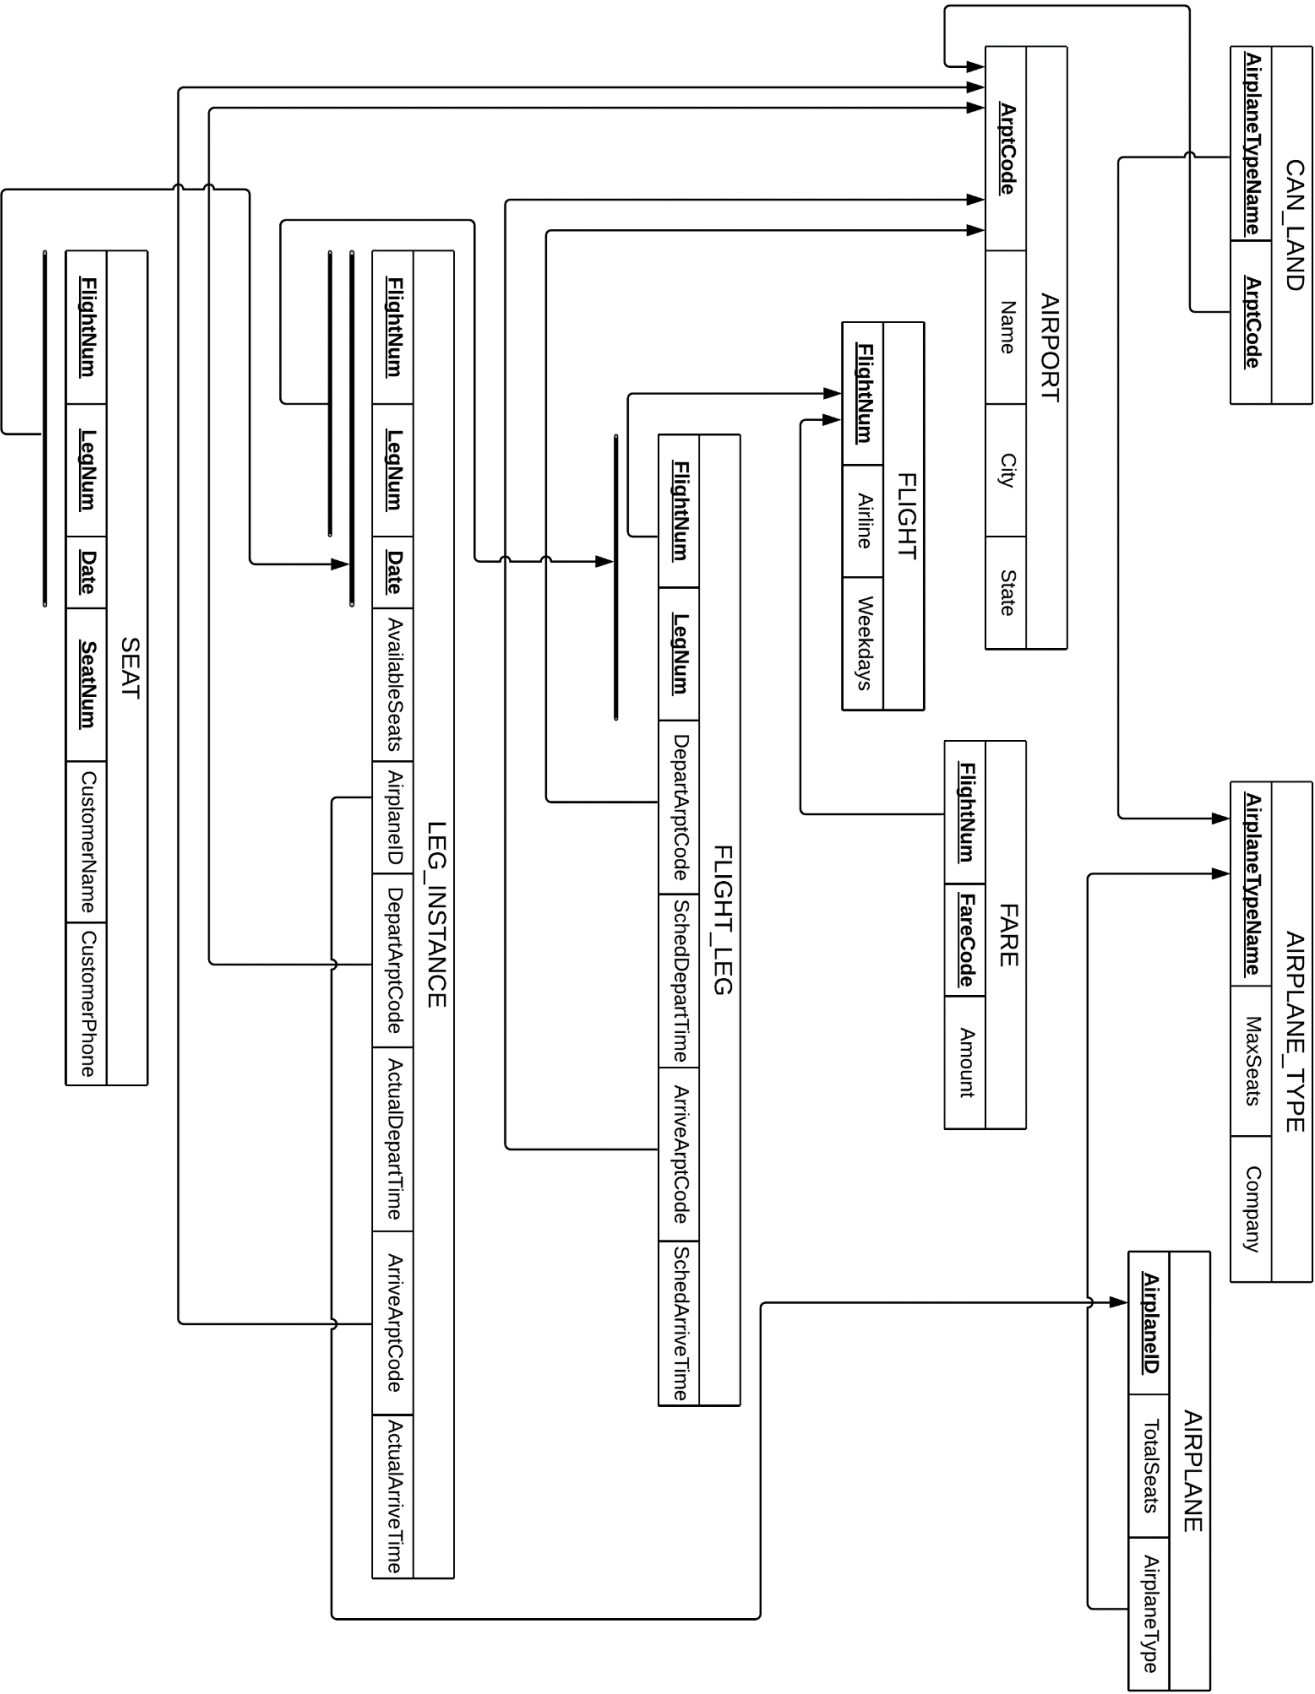 CAN_LAND
AirplaneTypeName ArptCode
AIRPLANE_TYPE
AirplaneTypeName MaxSeats Company
AIRPLANE
AirplaneID TotalSeats AirplaneType
AIRPORT
ArptCode Name City State
FARE
FlightNum FareCode Amount
FLIGHT
FlightNum Airline Weekdays
FLIGHT_LEG
FlightNum LegNum DepartArptCode SchedDepartTime ArriveArptCode SchedArriveTime
LEG_INSTANCE
FlightNum LegNum Date AvailableSeats AirplaneID DepartArptCode ActualDepartTime ArriveArptCode ActualArriveTime
SEAT
FlightNum LegNum Date SeatNum CustomerName CustomerPhone